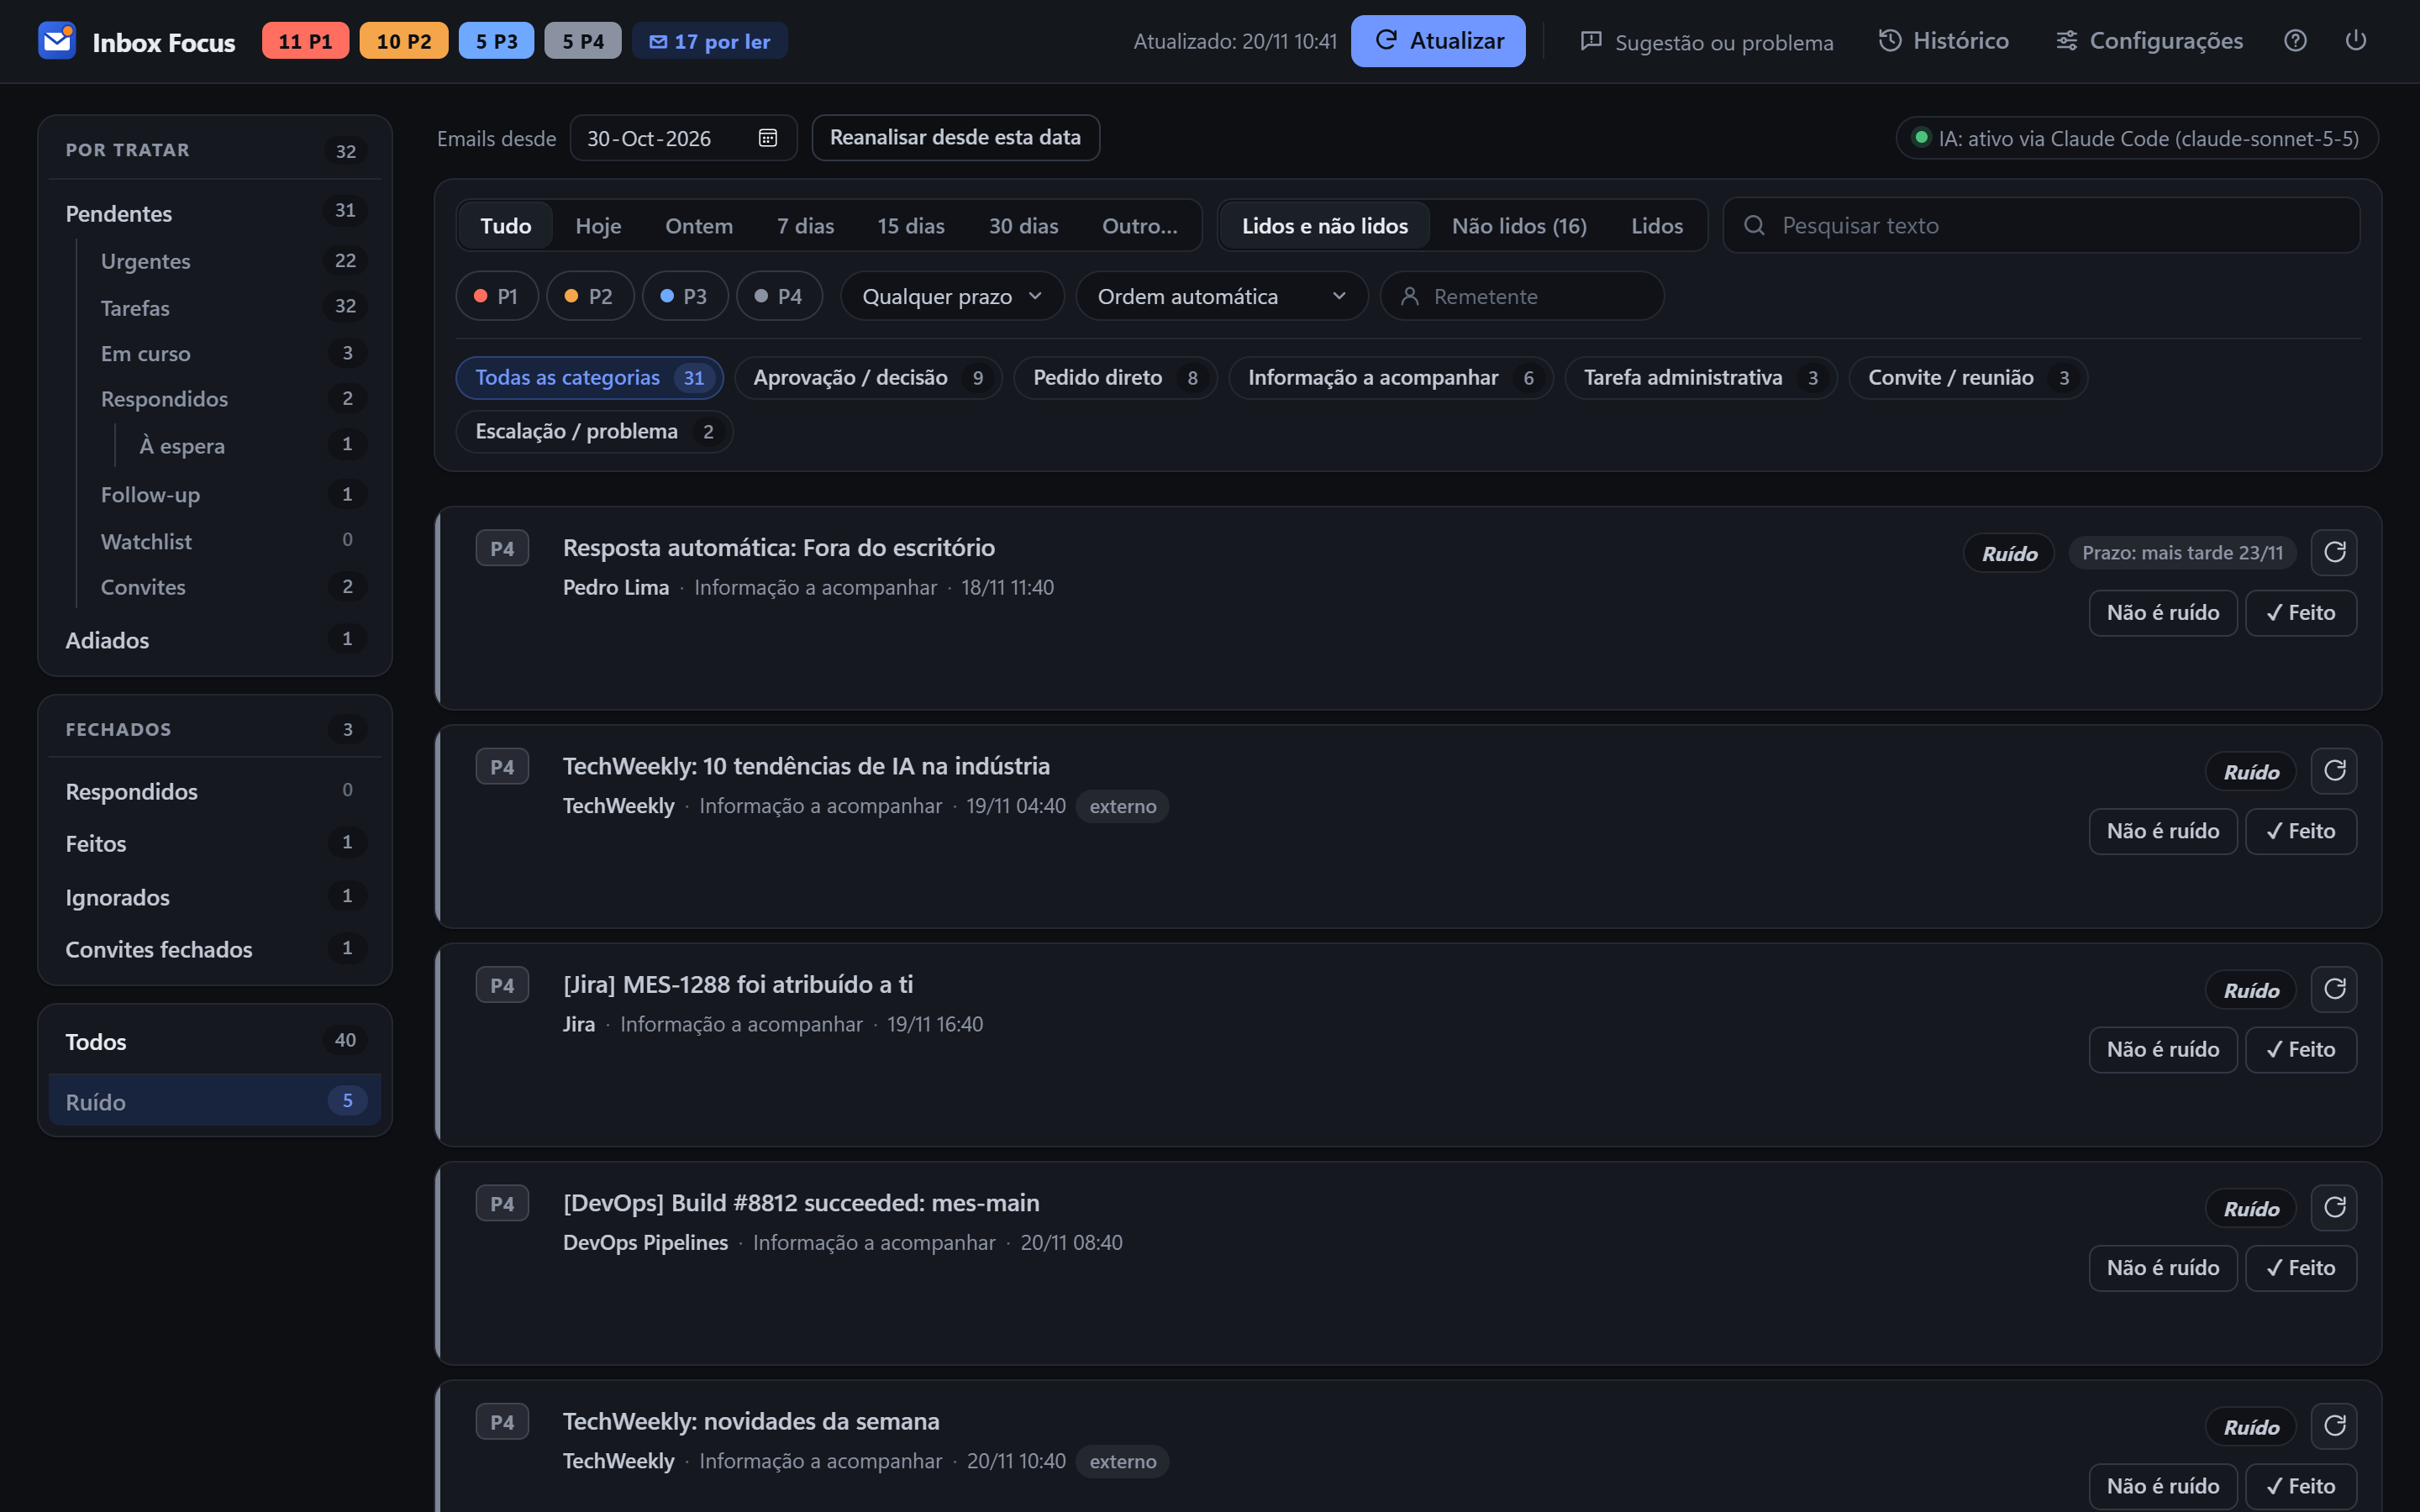 Inbox Focus
11 P1
10 P2
5 P3
5 P4
17 por ler
Atualizado: 20/11 10:41
Atualizar
Sugestão ou problema
Histórico
Configurações
POR TRATAR 32
Pendentes 31
Urgentes 22
Tarefas 32
Em curso 3
Respondidos 2
À espera 1
Follow-up 1
Watchlist 0
Convites 2
Adiados 1
FECHADOS 3
Respondidos 0
Feitos 1
Ignorados 1
Convites fechados 1
Todos 40
Ruído 5
Emails desde 30-Oct-2026 Reanalisar desde esta data
IA: ativo via Claude Code (claude-sonnet-5-5)
Tudo Hoje Ontem 7 dias 15 dias 30 dias Outro...
Lidos e não lidos Não lidos (16) Lidos
Pesquisar texto
P1 P2 P3 P4 Qualquer prazo Ordem automática Remetente
Todas as categorias 31 Aprovação / decisão 9 Pedido direto 8 Informação a acompanhar 6 Tarefa administrativa 3 Convite / reunião 3
Escalação / problema 2
P4 Resposta automática: Fora do escritório
Pedro Lima · Informação a acompanhar · 18/11 11:40
Ruído Prazo: mais tarde 23/11
Não é ruído ✓ Feito
P4 TechWeekly: 10 tendências de IA na indústria
TechWeekly · Informação a acompanhar · 19/11 04:40 externo
Ruído
Não é ruído ✓ Feito
P4 [Jira] MES-1288 foi atribuído a ti
Jira · Informação a acompanhar · 19/11 16:40
Ruído
Não é ruído ✓ Feito
P4 [DevOps] Build #8812 succeeded: mes-main
DevOps Pipelines · Informação a acompanhar · 20/11 08:40
Ruído
Não é ruído ✓ Feito
P4 TechWeekly: novidades da semana
TechWeekly · Informação a acompanhar · 20/11 10:40 externo
Ruído
Não é ruído ✓ Feito